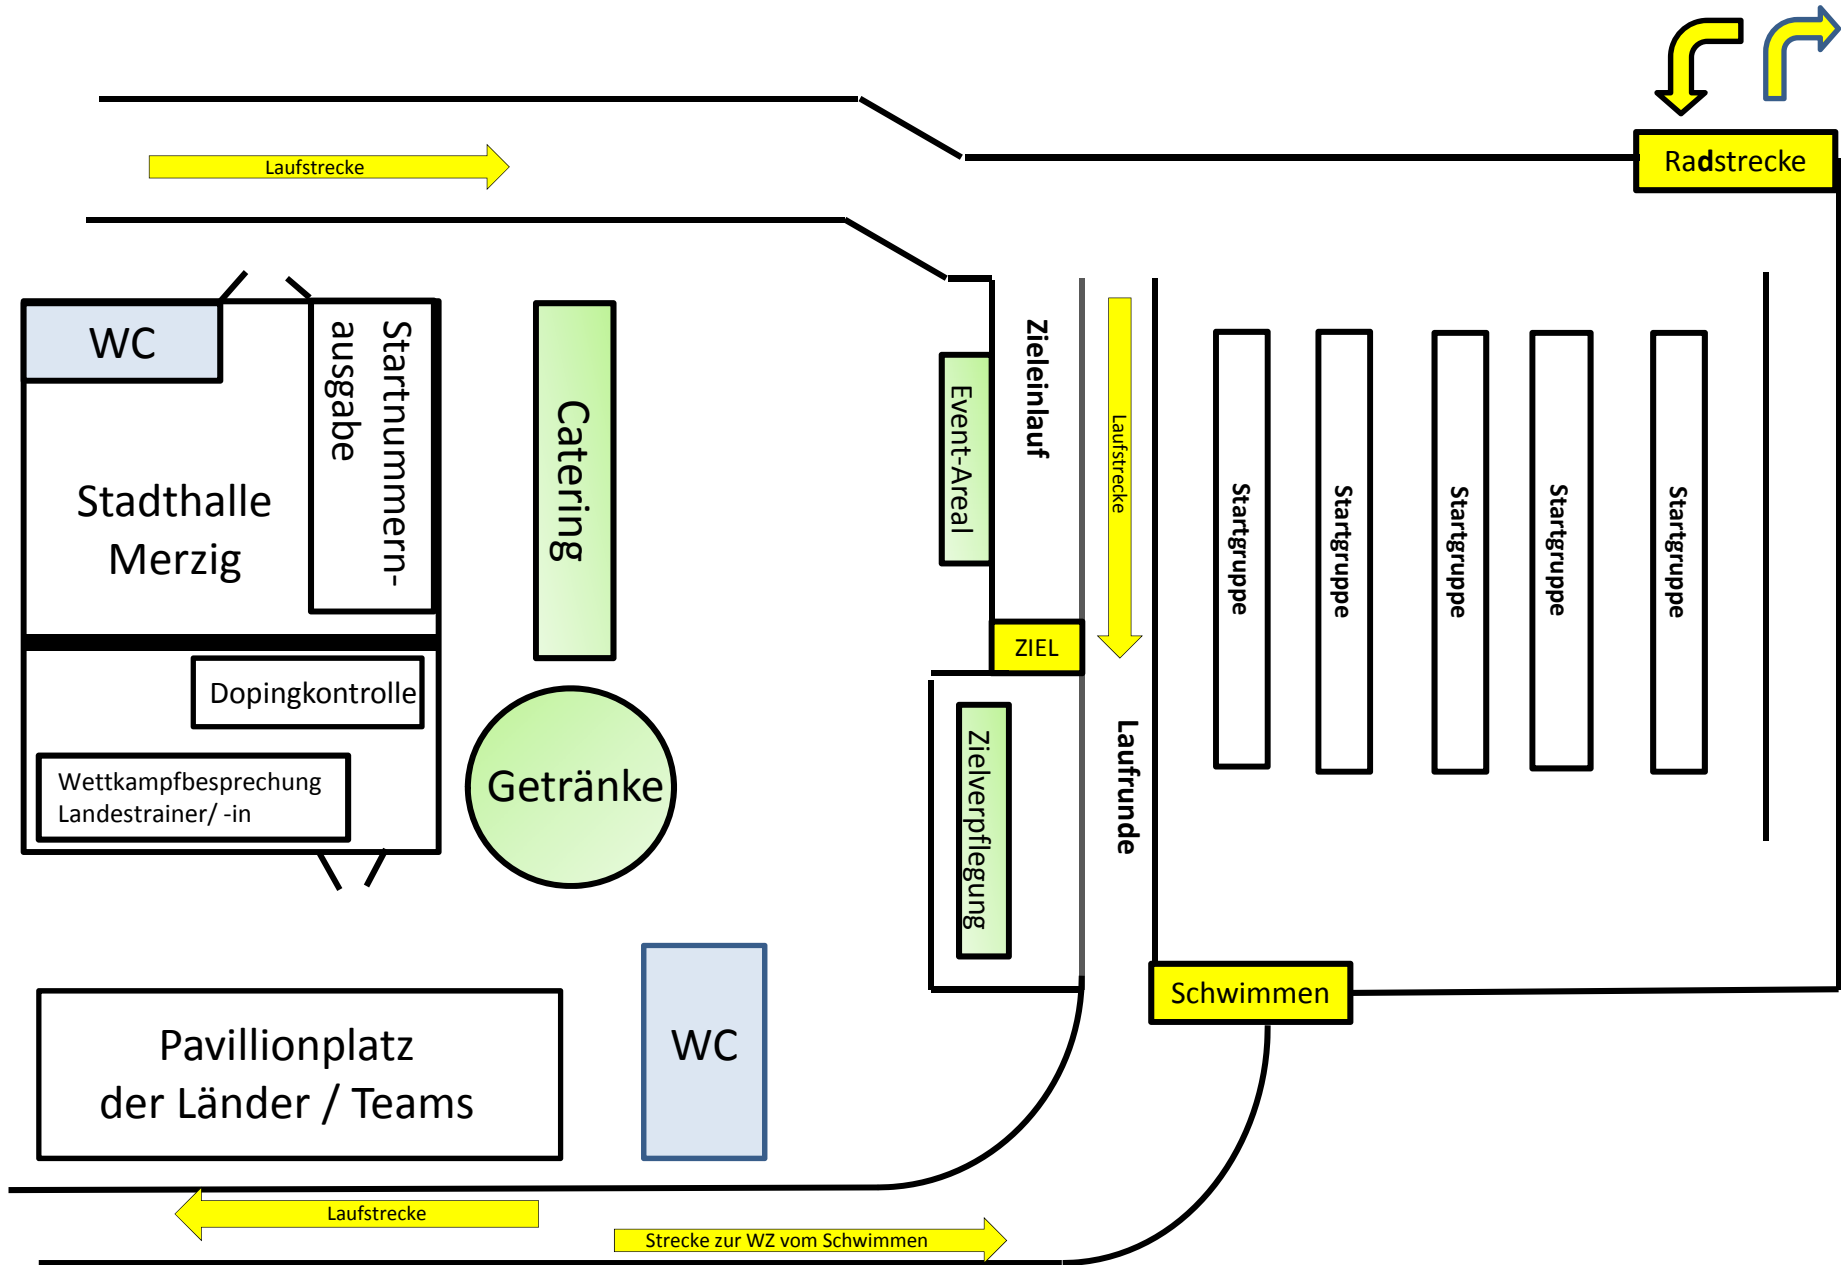 Radstrecke
Laufstrecke
WC
Startnummern-
ausgabe
Stadthalle
Merzig
Catering
Event-Areal
Zieleinlauf
Laufstrecke
Startgruppe
Startgruppe
Startgruppe
Startgruppe
Startgruppe
ZIEL
Dopingkontrolle
Wettkampfbesprechung
Landestrainer/ -in
Getränke
Zielverpflegung
Laufrunde
Schwimmen
Pavillionplatz
der Länder / Teams
WC
Laufstrecke
Strecke zur WZ vom Schwimmen